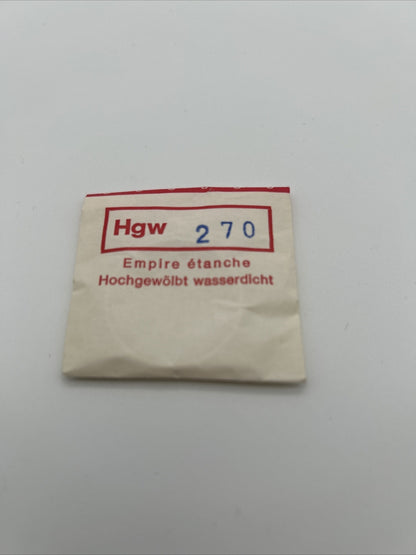 Hgw 270
Empire étanche
Hochgewölbt wasserdicht